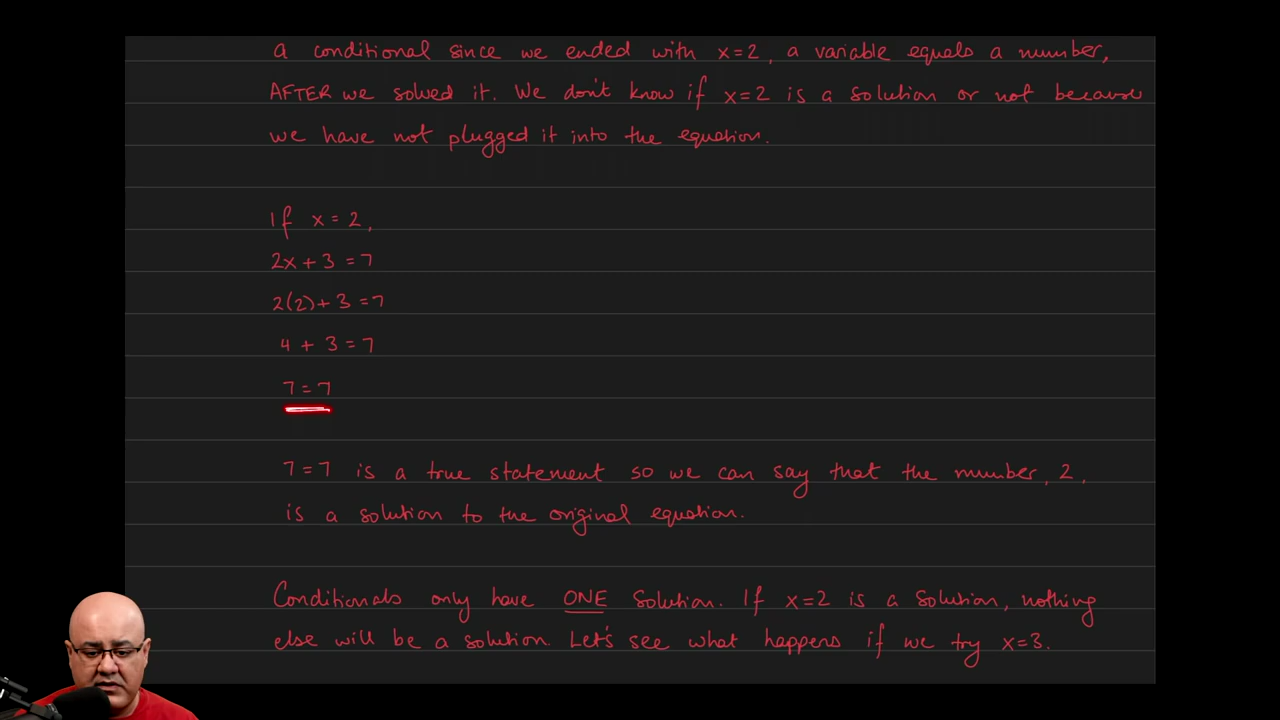 a conditional since we ended with x=2, a variable equals a number,
AFTER we solved it. We don't know if x=2 is a solution or not because
we have not plugged it into the equation.
If x = 2,
2x + 3 = 7
2(2) + 3 = 7
4 + 3 = 7
7 = 7
7 = 7 is a true statement so we can say that the number, 2,
is a solution to the original equation.
Conditionals only have ONE solution. If x=2 is a solution, nothing
else will be a solution. Let's see what happens if we try x=3.